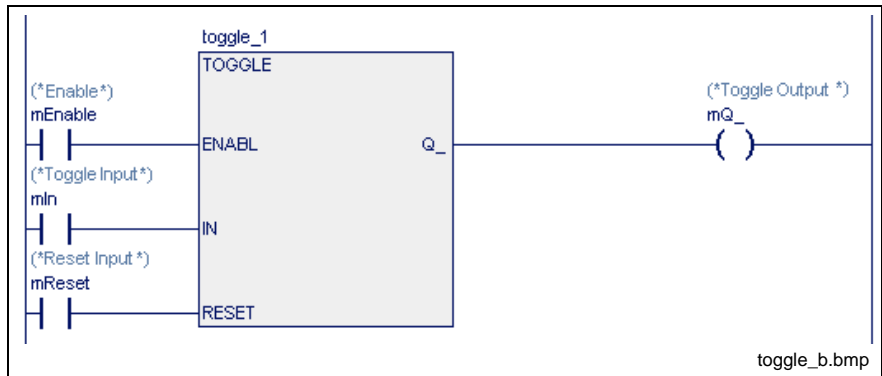 toggle_1
TOGGLE
(*Enable*)
mEnable
(*Toggle Output *)
mQ_
ENABL
Q_
(*Toggle Input*)
mIn
IN
(*Reset Input *)
mReset
RESET
toggle_b.bmp